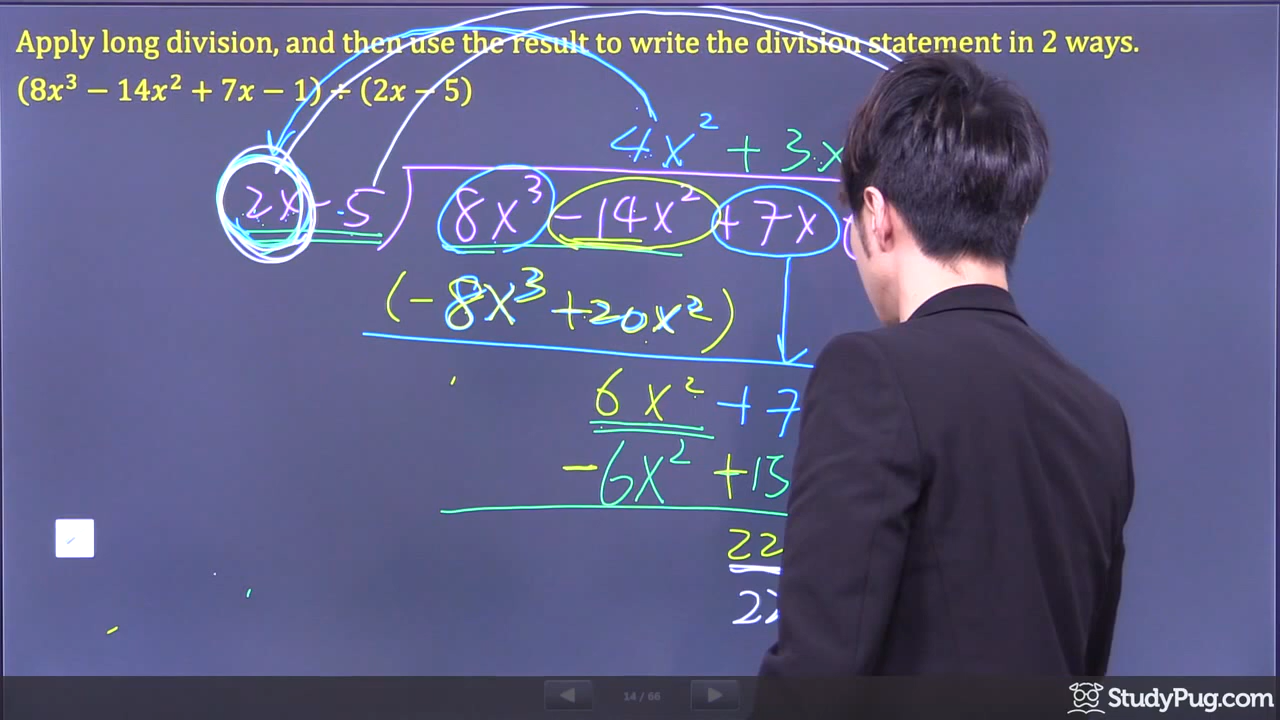 Apply long division, and then use the result to write the division statement in 2 ways.
(8x³ − 14x² + 7x − 1) ÷ (2x − 5)
4x² + 3x
2x - 5) 8x³ - 14x² + 7x
(- 8x³ + 20x²)
6x² + 7
- 6x² + 15
22
2x
14 / 66
StudyPug.com